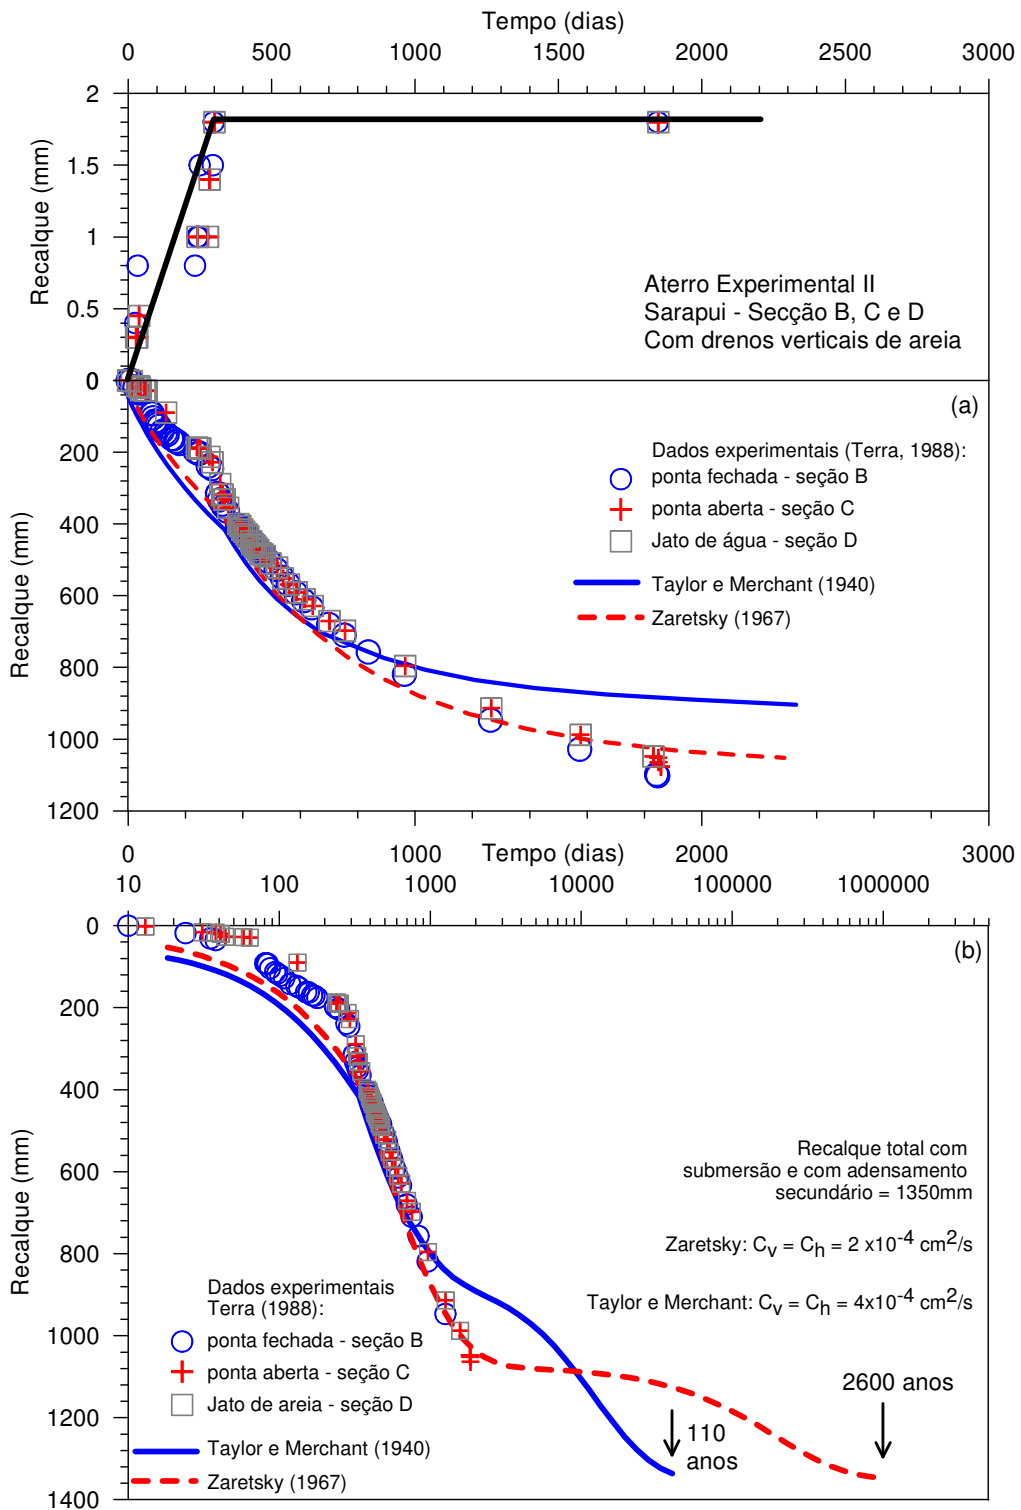 Tempo (dias)
0 500 1000 1500 2000 2500 3000
2
1.5
1
0.5
0
Recalque (mm)
Aterro Experimental II
Sarapui - Secção B, C e D
Com drenos verticais de areia
(a)
200
400
600
800
1000
1200
Recalque (mm)
Dados experimentais (Terra, 1988):
ponta fechada - seção B
ponta aberta - seção C
Jato de água - seção D
Taylor e Merchant (1940)
Zaretsky (1967)
0 1000 Tempo (dias) 2000 3000
10 100 1000 10000 100000 1000000
0
200
400
600
800
1000
1200
1400
Recalque (mm)
(b)
Recalque total com
submersão e com adensamento
secundário = 1350mm
Zaretsky: Cv = Ch = 2 x10-4 cm2/s
Taylor e Merchant: Cv = Ch = 4x10-4 cm2/s
Dados experimentais
Terra (1988):
ponta fechada - seção B
ponta aberta - seção C
Jato de areia - seção D
Taylor e Merchant (1940)
Zaretsky (1967)
110
anos
2600 anos